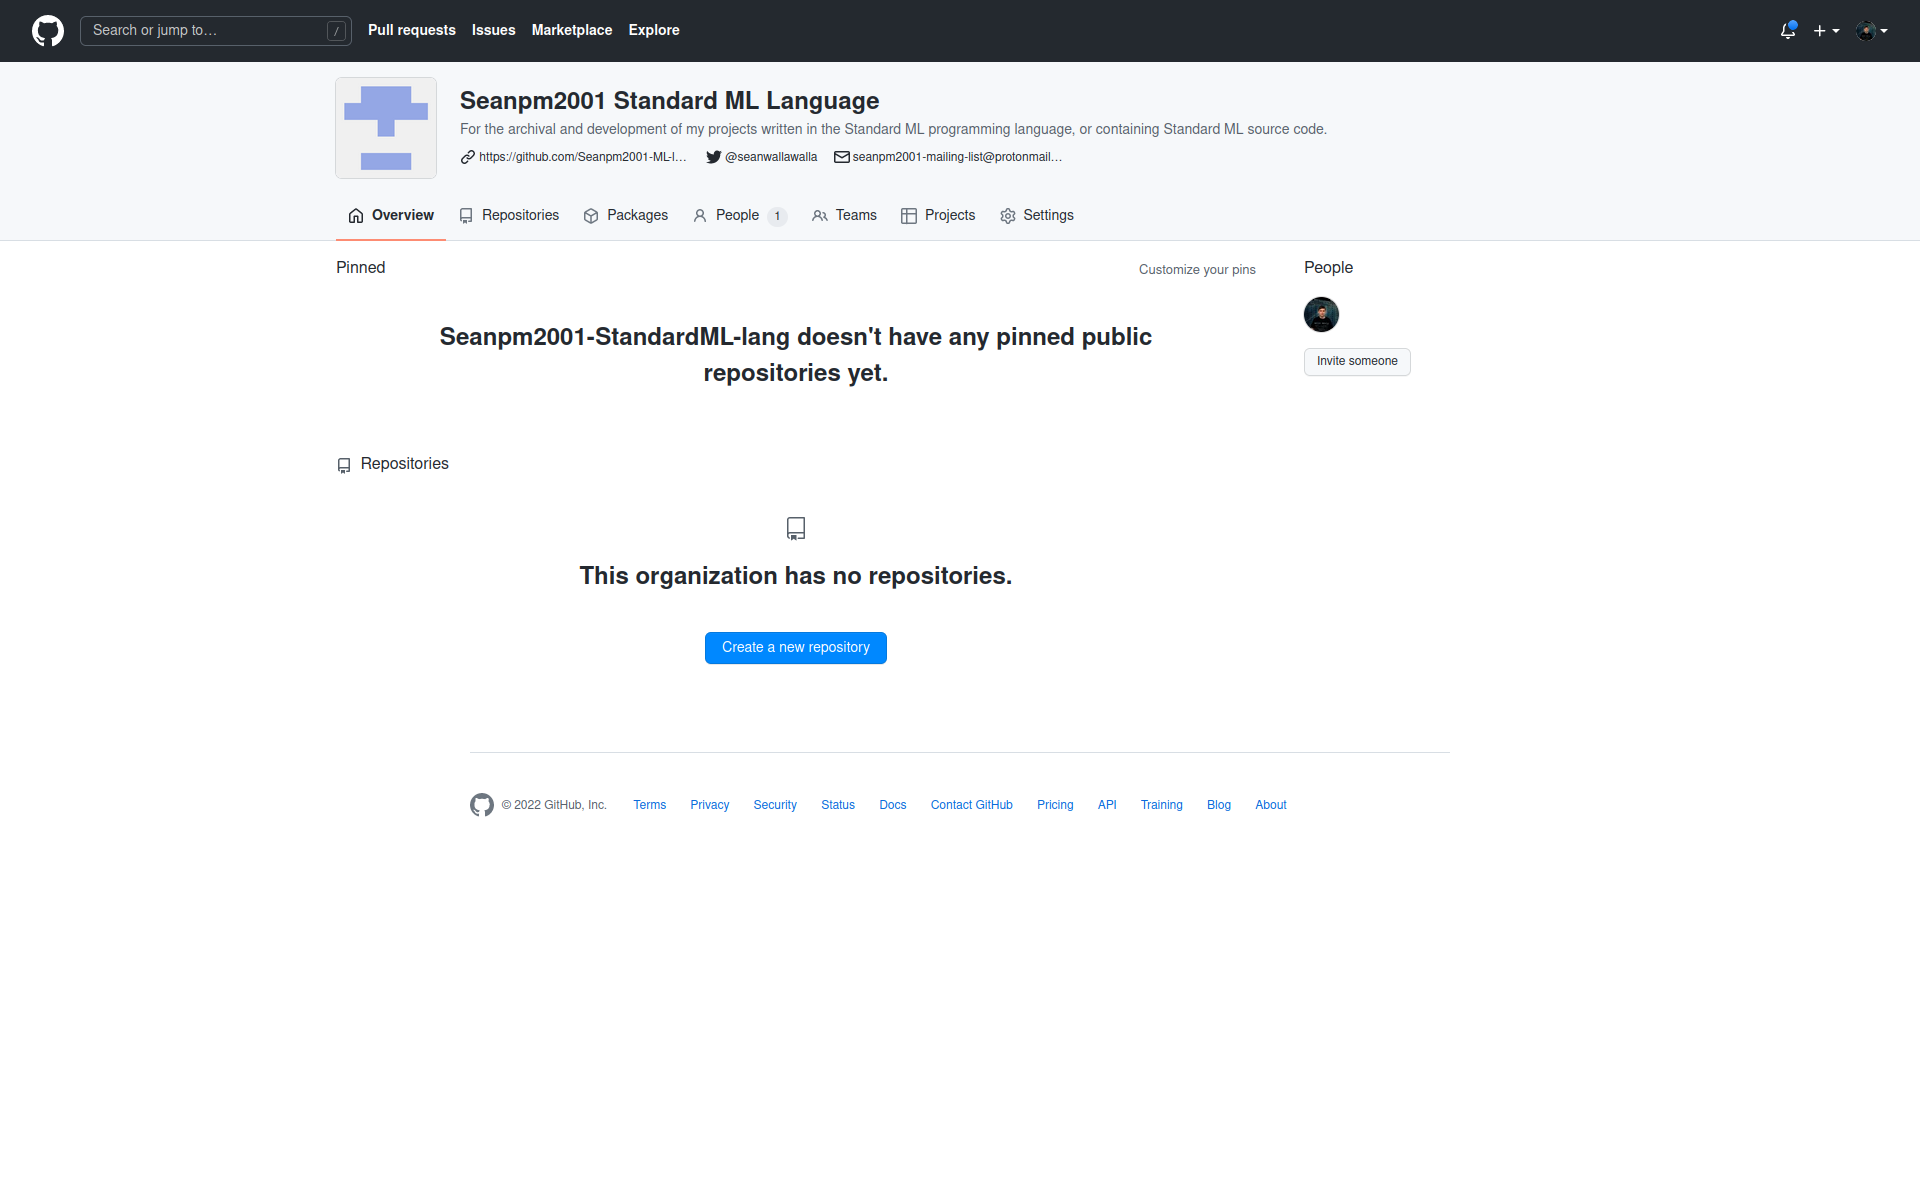 Search or jump to…
/
Pull requests
Issues
Marketplace
Explore
Seanpm2001 Standard ML Language
For the archival and development of my projects written in the Standard ML programming language, or containing Standard ML source code.
https://github.com/Seanpm2001-ML-l…
@seanwallawalla
seanpm2001-mailing-list@protonmail…
Overview
Repositories
Packages
People 1
Teams
Projects
Settings
Pinned
Customize your pins
Seanpm2001-StandardML-lang doesn't have any pinned public
repositories yet.
People
Invite someone
Repositories
This organization has no repositories.
Create a new repository
© 2022 GitHub, Inc.
Terms
Privacy
Security
Status
Docs
Contact GitHub
Pricing
API
Training
Blog
About